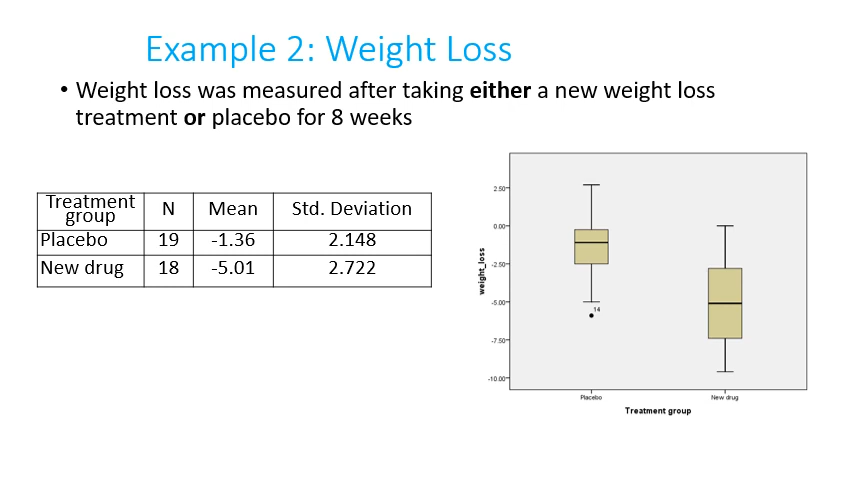 Example 2: Weight Loss
• Weight loss was measured after taking either a new weight loss
treatment or placebo for 8 weeks
Treatment group N Mean Std. Deviation
Placebo 19 -1.36 2.148
New drug 18 -5.01 2.722
weight_loss
2.50
0.00
-2.50
-5.00
-7.50
-10.00
14
Placebo New drug
Treatment group